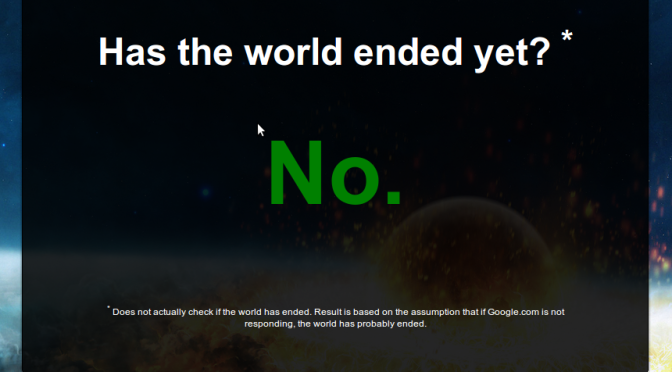 Has the world ended yet? *
No.
* Does not actually check if the world has ended. Result is based on the assumption that if Google.com is not
responding, the world has probably ended.